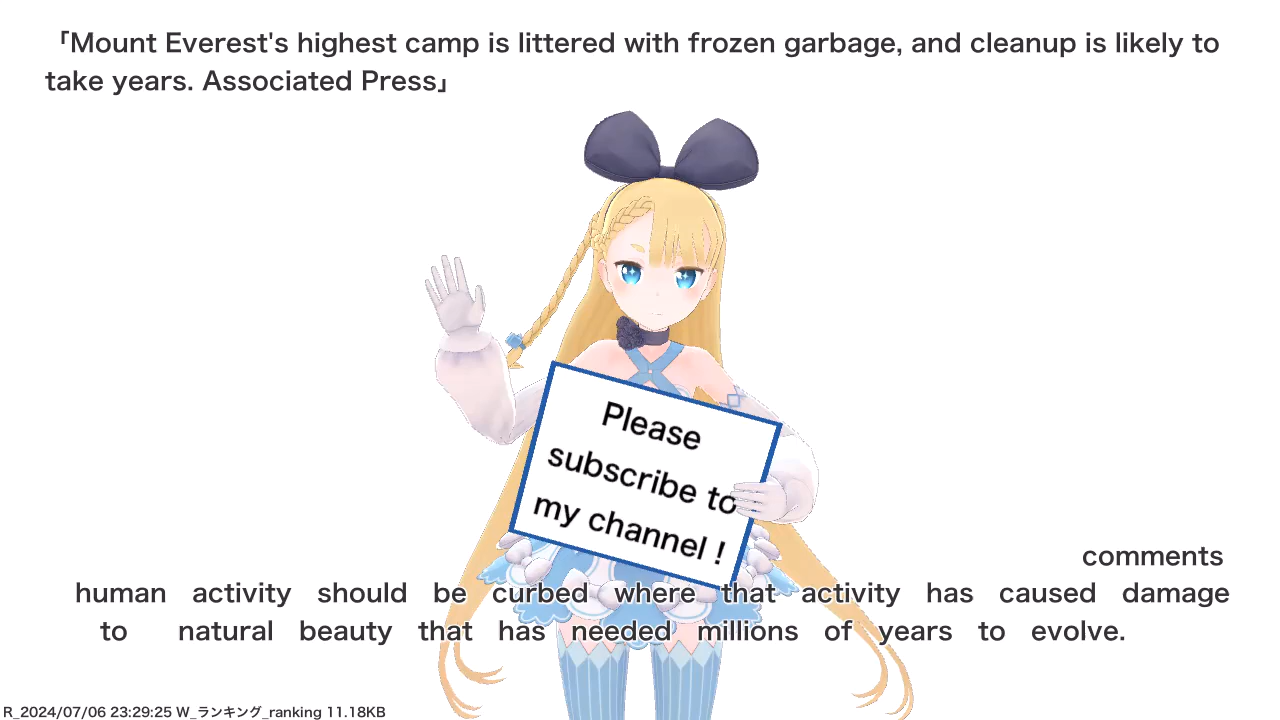 「Mount Everest's highest camp is littered with frozen garbage, and cleanup is likely to
take years. Associated Press」
Please
subscribe to
my channel !
comments
human activity should be curbed where that activity has caused damage
to natural beauty that has needed millions of years to evolve.
R_2024/07/06 23:29:25 W_ランキング_ranking 11.18KB